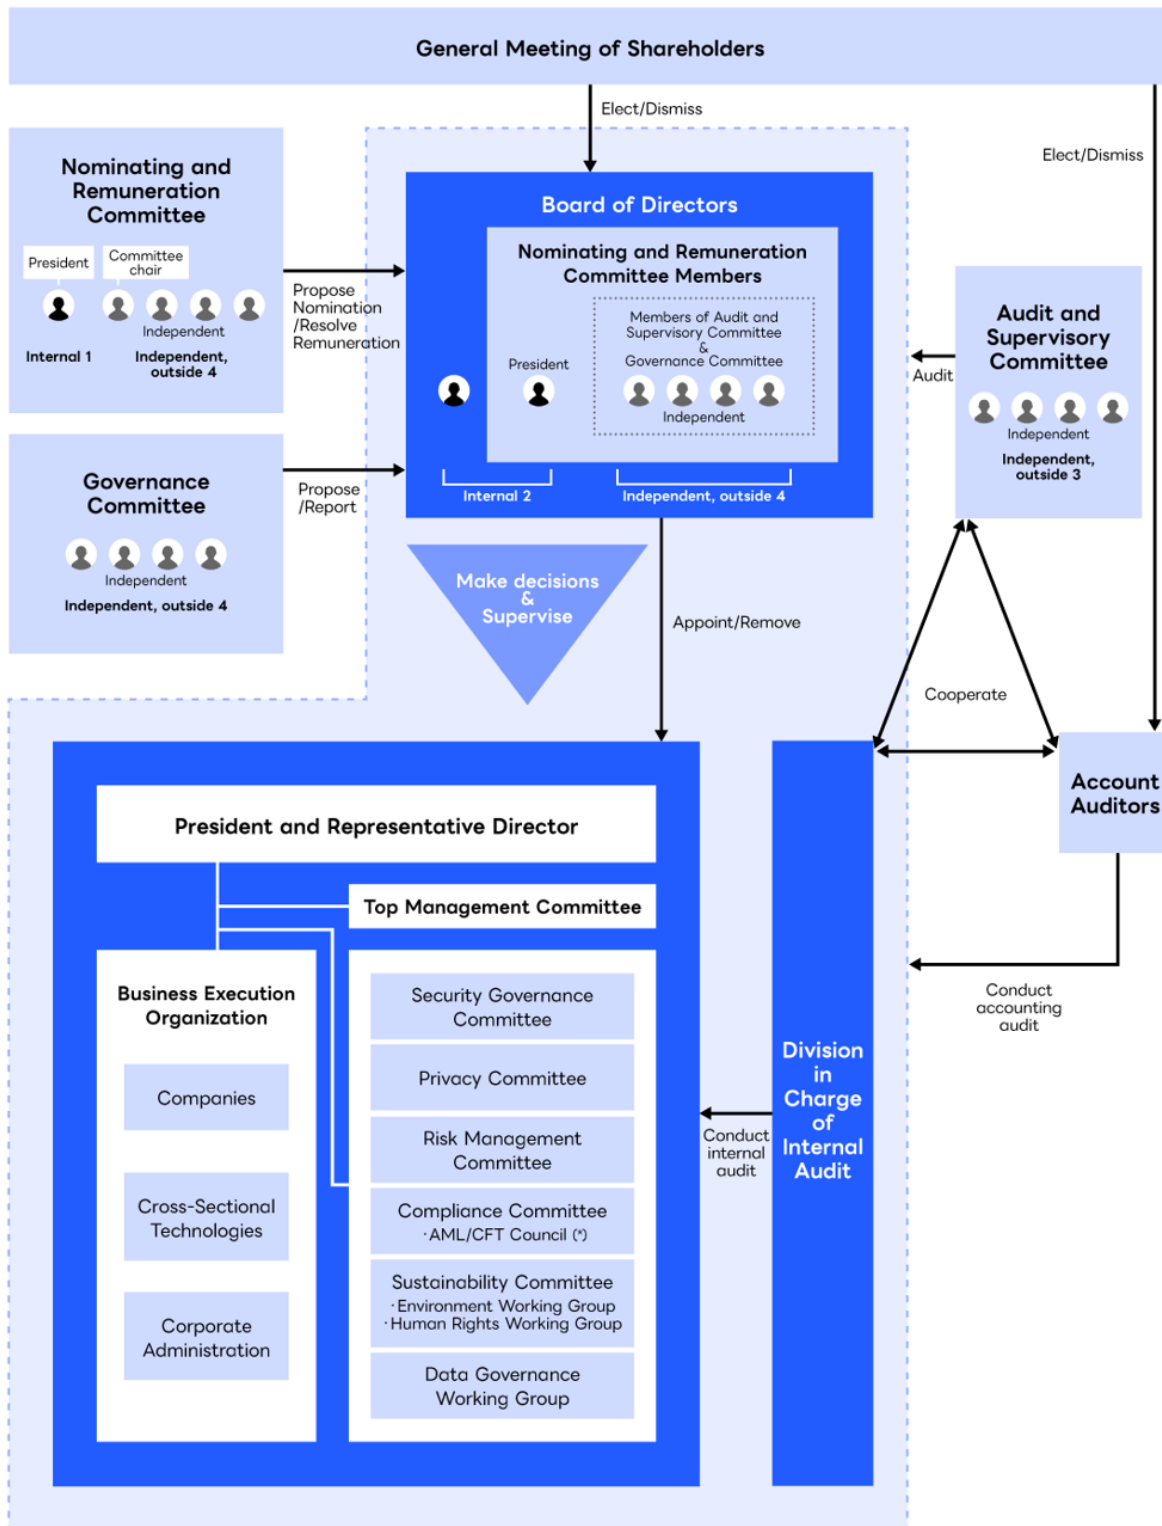 General Meeting of Shareholders
Elect/Dismiss
Elect/Dismiss
Nominating and
Remuneration
Committee
President
Committee
chair
Independent
Internal 1
Independent,
outside 4
Propose
Nomination
/Resolve
Remuneration
Board of Directors
Nominating and Remuneration
Committee Members
Members of Audit and
Supervisory Committee
&
Governance Committee
President
Independent
Internal 2
Independent, outside 4
Audit and
Supervisory
Committee
Independent
Independent,
outside 3
Audit
Governance
Committee
Independent
Independent, outside 4
Propose
/Report
Make decisions
&
Supervise
Appoint/Remove
Cooperate
Account
Auditors
Conduct
accounting
audit
President and Representative Director
Top Management Committee
Business Execution
Organization
Companies
Cross-Sectional
Technologies
Corporate
Administration
Security Governance
Committee
Privacy Committee
Risk Management
Committee
Compliance Committee
・AML/CFT Council (*)
Sustainability Committee
・Environment Working Group
・Human Rights Working Group
Data Governance
Working Group
Conduct
internal
audit
Division
in
Charge
of
Internal
Audit